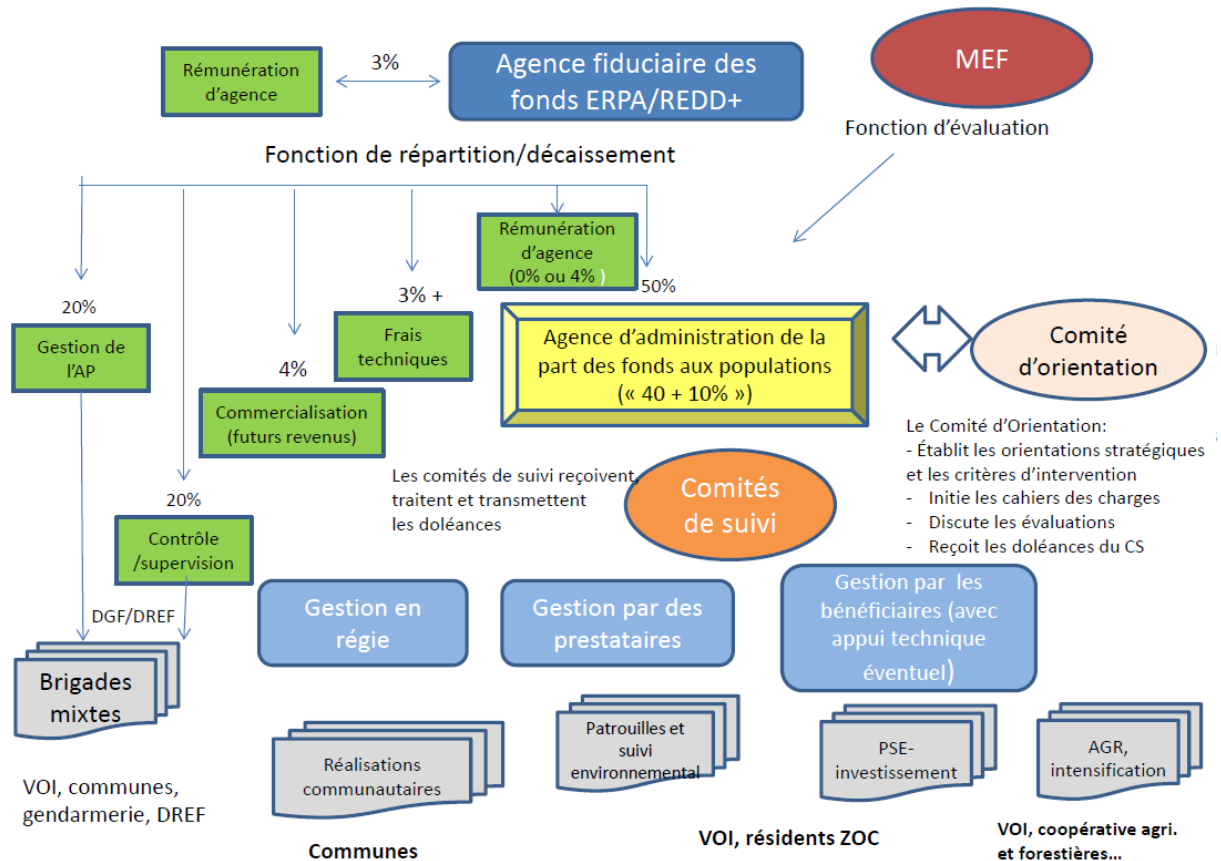 Rémunération
d'agence
3%
Agence fiduciaire des
fonds ERPA/REDD+
MEF
Fonction d'évaluation
Fonction de répartition/décaissement
Rémunération
d'agence
(0% ou 4% )
50%
20%
3% +
Gestion de
l'AP
Frais
techniques
4%
Commercialisation
(futurs revenus)
Agence d'administration de la
part des fonds aux populations
(« 40 + 10% »)
Comité
d'orientation
Le Comité d'Orientation:
- Établit les orientations stratégiques
et les critères d'intervention
- Initie les cahiers des charges
- Discute les évaluations
- Reçoit les doléances du CS
Les comités de suivi reçoivent,
traitent et transmettent
les doléances
Comités
de suivi
20%
Contrôle
/supervision
DGF/DREF
Gestion en
régie
Gestion par des
prestataires
Gestion par les
bénéficiaires (avec
appui technique
éventuel)
Brigades
mixtes
Réalisations
communautaires
Patrouilles et
suivi
environnemental
PSE-
investissement
AGR,
intensification
VOI, communes,
gendarmerie, DREF
Communes
VOI, résidents ZOC
VOI, coopérative agri.
et forestières...